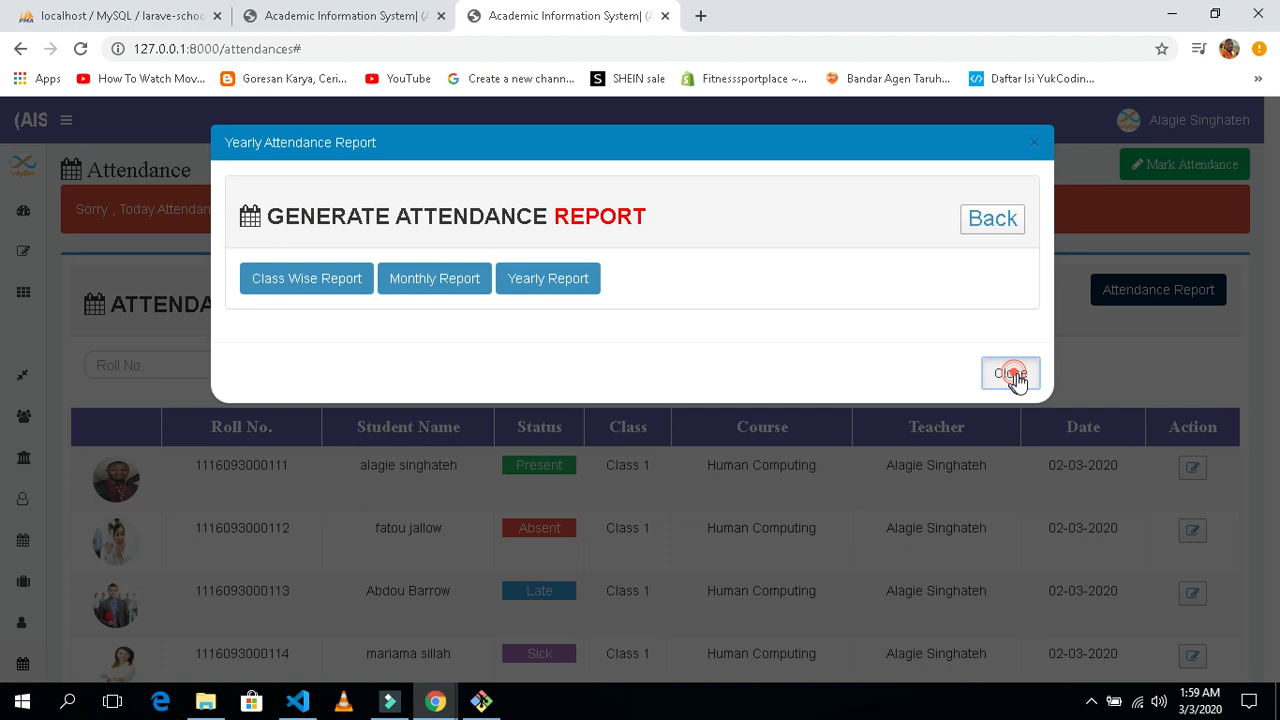 localhost / MySQL / larave-schoo
Academic Information System| (A
Academic Information System| (A
127.0.0.1:8000/attendances#
Apps
How To Watch Mov...
Goresan Karya, Ceri...
YouTube
Create a new chann...
SHEIN sale
Fitnesssportplace ~...
Bandar Agen Taruh...
Daftar Isi YukCodin...
»
(AIS
Alagie Singhateh
Yearly Attendance Report
×
Attendance
Mark Attendance
Sorry , Today Attendan
GENERATE ATTENDANCE REPORT
Back
Class Wise Report
Monthly Report
Yearly Report
ATTENDA
Attendance Report
Roll No.
Close
Roll No.
Student Name
Status
Class
Course
Teacher
Date
Action
1116093000111
alagie singhateh
Present
Class 1
Human Computing
Alagie Singhateh
02-03-2020
1116093000112
fatou jallow
Absent
Class 1
Human Computing
Alagie Singhateh
02-03-2020
1116093000113
Abdou Barrow
Late
Class 1
Human Computing
Alagie Singhateh
02-03-2020
1116093000114
mariama sillah
Sick
Class 1
Human Computing
Alagie Singhateh
02-03-2020
1:59 AM
3/3/2020